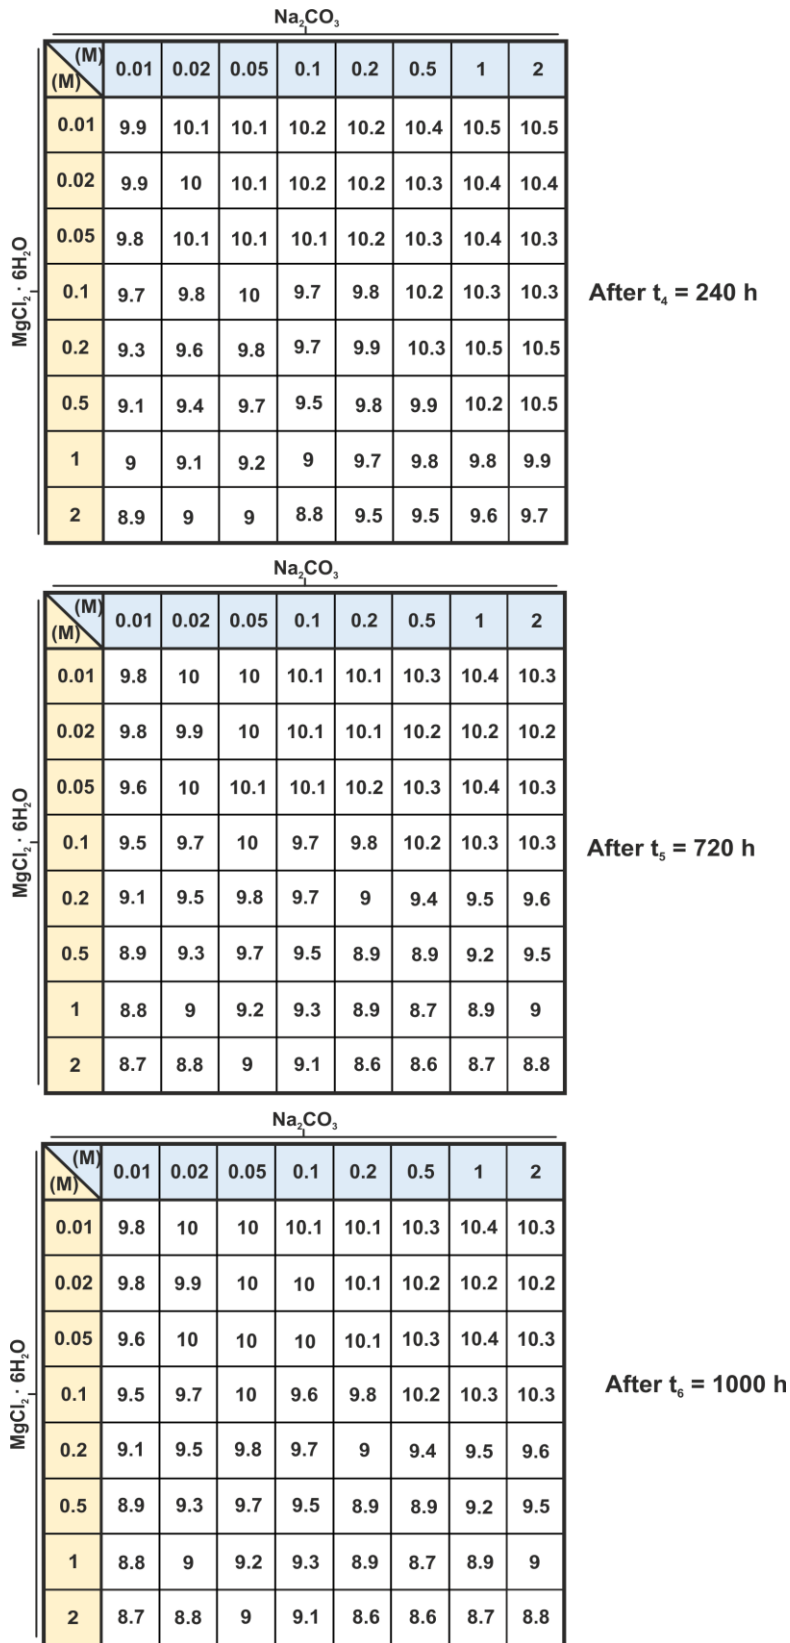 Na₂CO₃
(M) 0.01 0.02 0.05 0.1 0.2 0.5 1 2
(M)
0.01 9.9 10.1 10.1 10.2 10.2 10.4 10.5 10.5
0.02 9.9 10 10.1 10.2 10.2 10.3 10.4 10.4
0.05 9.8 10.1 10.1 10.1 10.2 10.3 10.4 10.3
0.1 9.7 9.8 10 9.7 9.8 10.2 10.3 10.3
0.2 9.3 9.6 9.8 9.7 9.9 10.3 10.5 10.5
0.5 9.1 9.4 9.7 9.5 9.8 9.9 10.2 10.5
1 9 9.1 9.2 9 9.7 9.8 9.8 9.9
2 8.9 9 9 8.8 9.5 9.5 9.6 9.7
MgCl₂ · 6H₂O
After t₄ = 240 h
Na₂CO₃
(M) 0.01 0.02 0.05 0.1 0.2 0.5 1 2
(M)
0.01 9.8 10 10 10.1 10.1 10.3 10.4 10.3
0.02 9.8 9.9 10 10.1 10.1 10.2 10.2 10.2
0.05 9.6 10 10.1 10.1 10.2 10.3 10.4 10.3
0.1 9.5 9.7 10 9.7 9.8 10.2 10.3 10.3
0.2 9.1 9.5 9.8 9.7 9 9.4 9.5 9.6
0.5 8.9 9.3 9.7 9.5 8.9 8.9 9.2 9.5
1 8.8 9 9.2 9.3 8.9 8.7 8.9 9
2 8.7 8.8 9 9.1 8.6 8.6 8.7 8.8
MgCl₂ · 6H₂O
After t₅ = 720 h
Na₂CO₃
(M) 0.01 0.02 0.05 0.1 0.2 0.5 1 2
(M)
0.01 9.8 10 10 10.1 10.1 10.3 10.4 10.3
0.02 9.8 9.9 10 10 10.1 10.2 10.2 10.2
0.05 9.6 10 10 10 10.1 10.3 10.4 10.3
0.1 9.5 9.7 10 9.6 9.8 10.2 10.3 10.3
0.2 9.1 9.5 9.8 9.7 9 9.4 9.5 9.6
0.5 8.9 9.3 9.7 9.5 8.9 8.9 9.2 9.5
1 8.8 9 9.2 9.3 8.9 8.7 8.9 9
2 8.7 8.8 9 9.1 8.6 8.6 8.7 8.8
MgCl₂ · 6H₂O
After t₆ = 1000 h